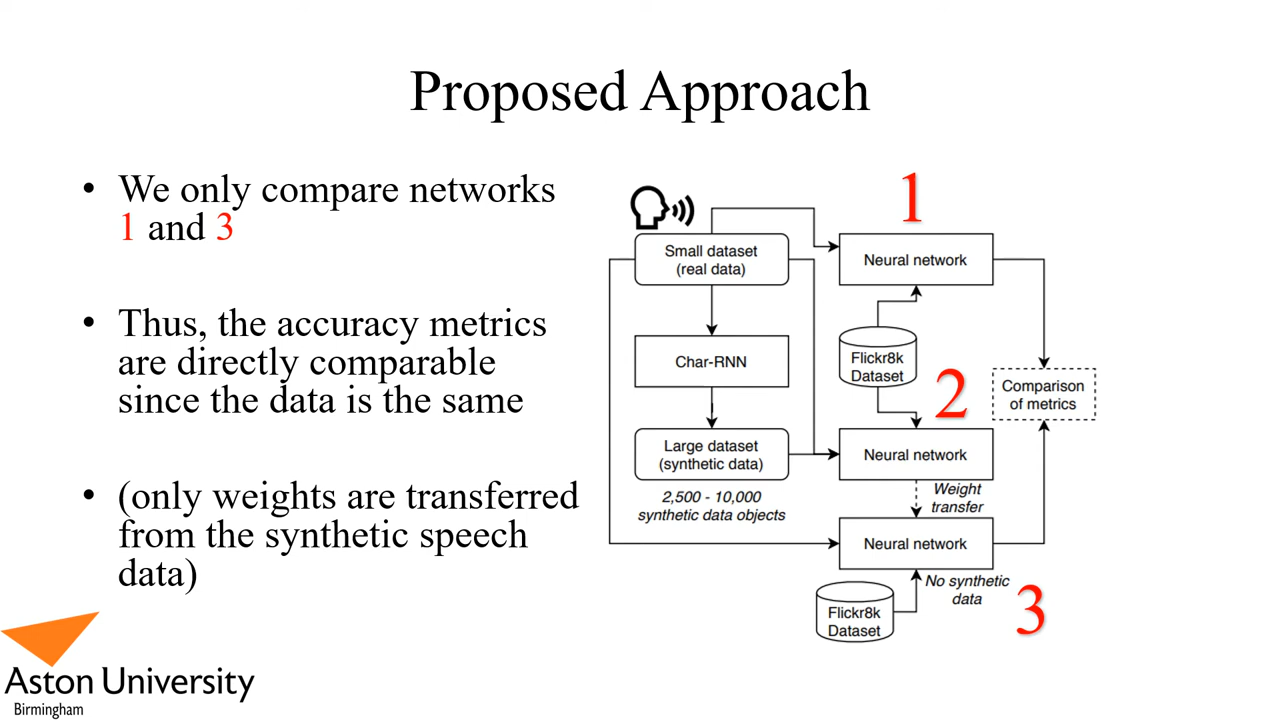 Proposed Approach
• We only compare networks
1 and 3
• Thus, the accuracy metrics
are directly comparable
since the data is the same
• (only weights are transferred
from the synthetic speech
data)
1
Small dataset
(real data)
Neural network
Char-RNN
Flickr8k
Dataset
2
Comparison
of metrics
Large dataset
(synthetic data)
Neural network
2,500 - 10,000
synthetic data objects
Weight
transfer
Neural network
No synthetic
data
3
Flickr8k
Dataset
Aston University
Birmingham